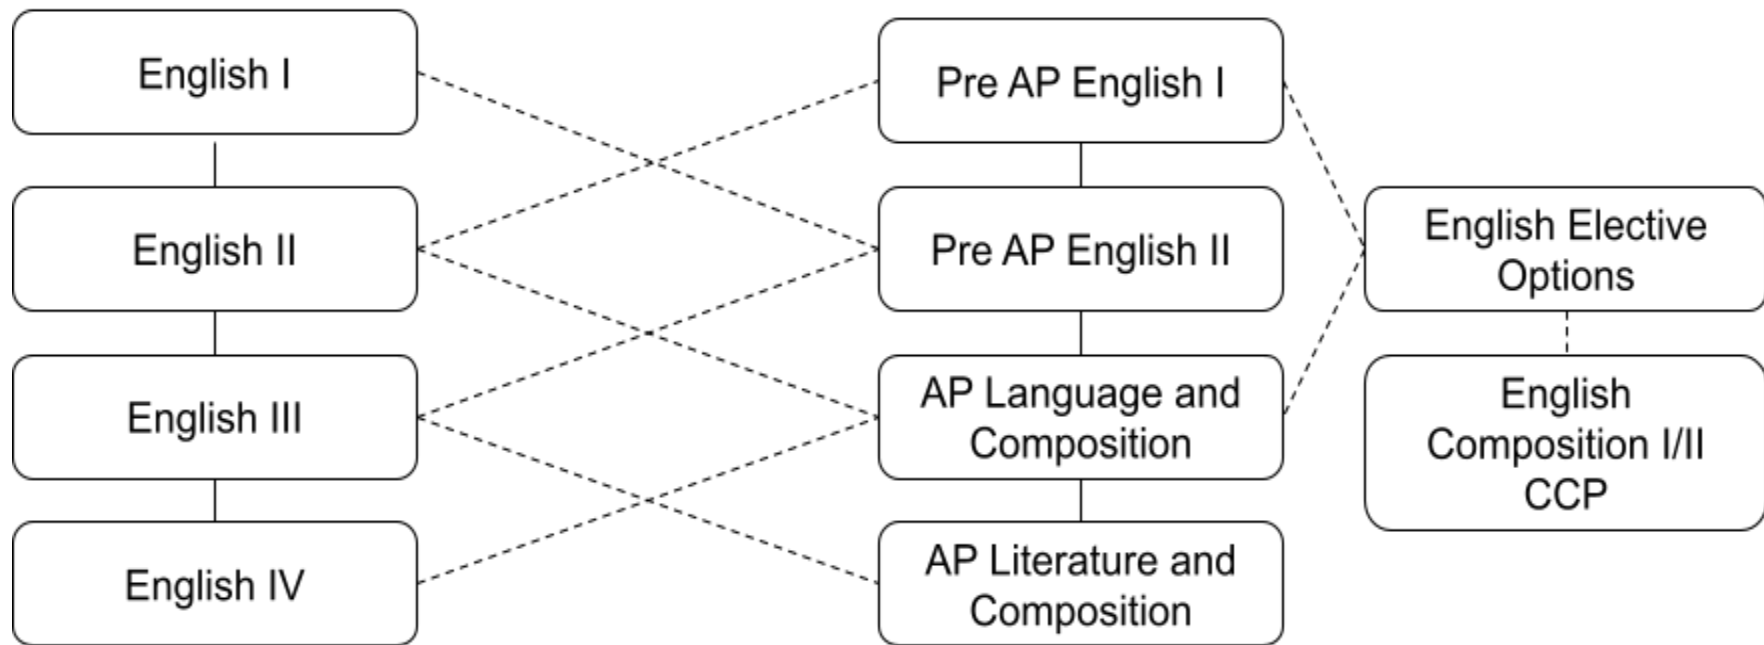 English I
English II
English III
English IV
Pre AP English I
Pre AP English II
AP Language and
Composition
AP Literature and
Composition
English Elective
Options
English
Composition I/II
CCP